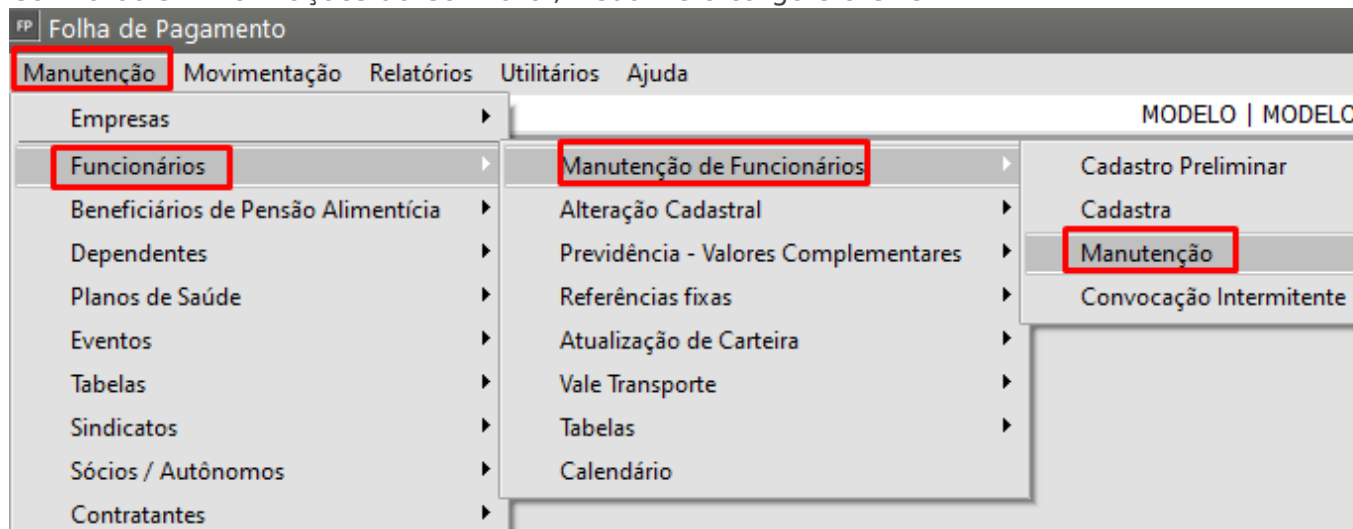 FP Folha de Pagamento
Manutenção Movimentação Relatórios Utilitários Ajuda
MODELO | MODELO
Empresas
Funcionários
Beneficiários de Pensão Alimentícia
Dependentes
Planos de Saúde
Eventos
Tabelas
Sindicatos
Sócios / Autônomos
Contratantes
Manutenção de Funcionários
Alteração Cadastral
Previdência - Valores Complementares
Referências fixas
Atualização de Carteira
Vale Transporte
Tabelas
Calendário
Cadastro Preliminar
Cadastra
Manutenção
Convocação Intermitente